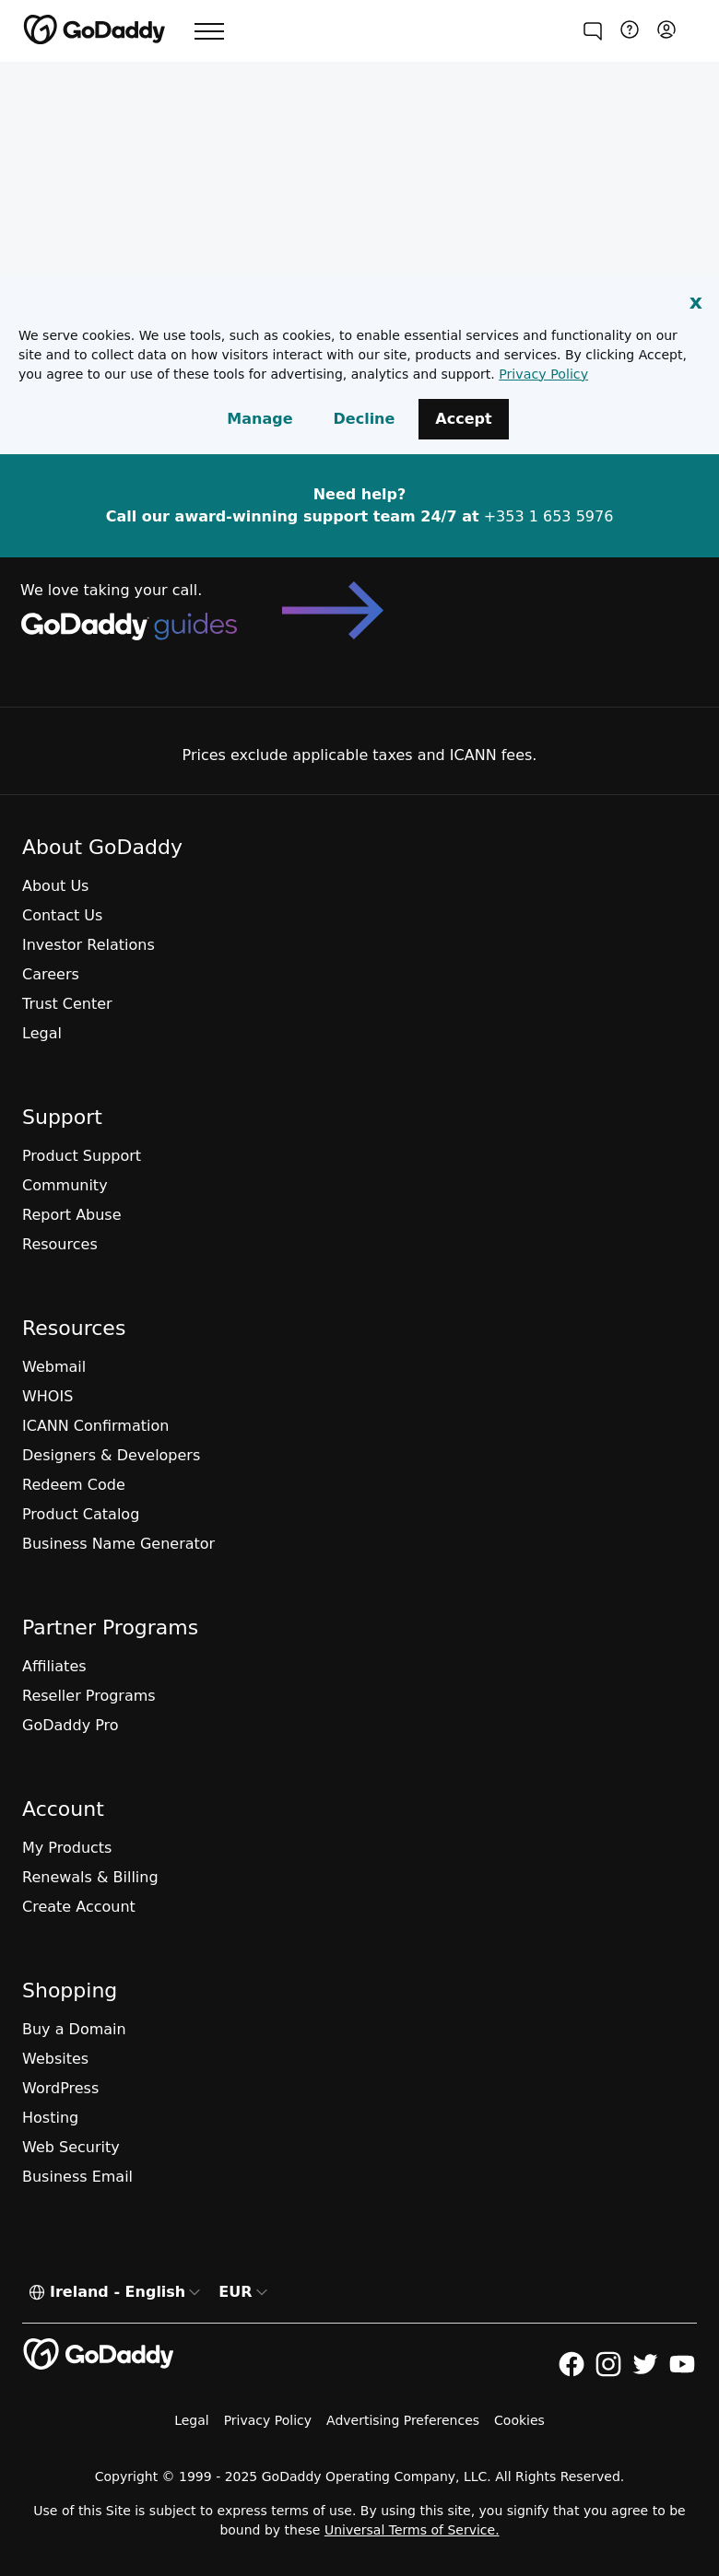 GoDaddy
x
We serve cookies. We use tools, such as cookies, to enable essential services and functionality on our
site and to collect data on how visitors interact with our site, products and services. By clicking Accept,
you agree to our use of these tools for advertising, analytics and support. Privacy Policy
Manage Decline Accept
Need help?
Call our award-winning support team 24/7 at +353 1 653 5976
We love taking your call.
GoDaddy guides
Prices exclude applicable taxes and ICANN fees.
About GoDaddy
About Us
Contact Us
Investor Relations
Careers
Trust Center
Legal
Support
Product Support
Community
Report Abuse
Resources
Resources
Webmail
WHOIS
ICANN Confirmation
Designers & Developers
Redeem Code
Product Catalog
Business Name Generator
Partner Programs
Affiliates
Reseller Programs
GoDaddy Pro
Account
My Products
Renewals & Billing
Create Account
Shopping
Buy a Domain
Websites
WordPress
Hosting
Web Security
Business Email
Ireland - English EUR
GoDaddy
Legal Privacy Policy Advertising Preferences Cookies
Copyright © 1999 - 2025 GoDaddy Operating Company, LLC. All Rights Reserved.
Use of this Site is subject to express terms of use. By using this site, you signify that you agree to be
bound by these Universal Terms of Service.